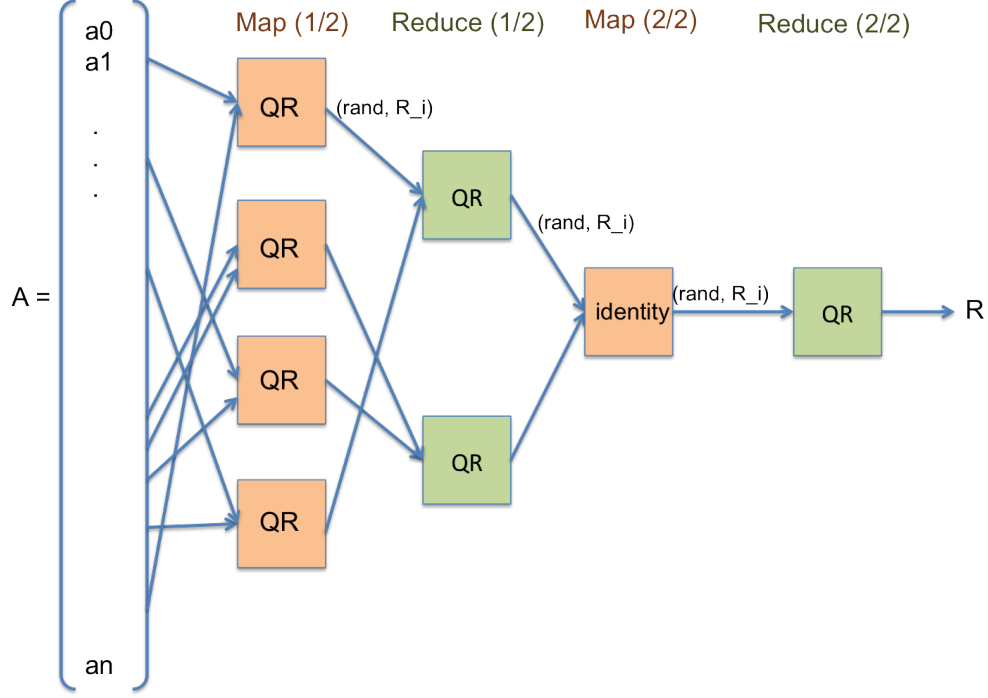 Map (1/2)
Reduce (1/2)
Map (2/2)
Reduce (2/2)
a0
a1
.
.
.
an
A =
QR
QR
QR
QR
(rand, R_i)
QR
QR
(rand, R_i)
identity
(rand, R_i)
QR
R